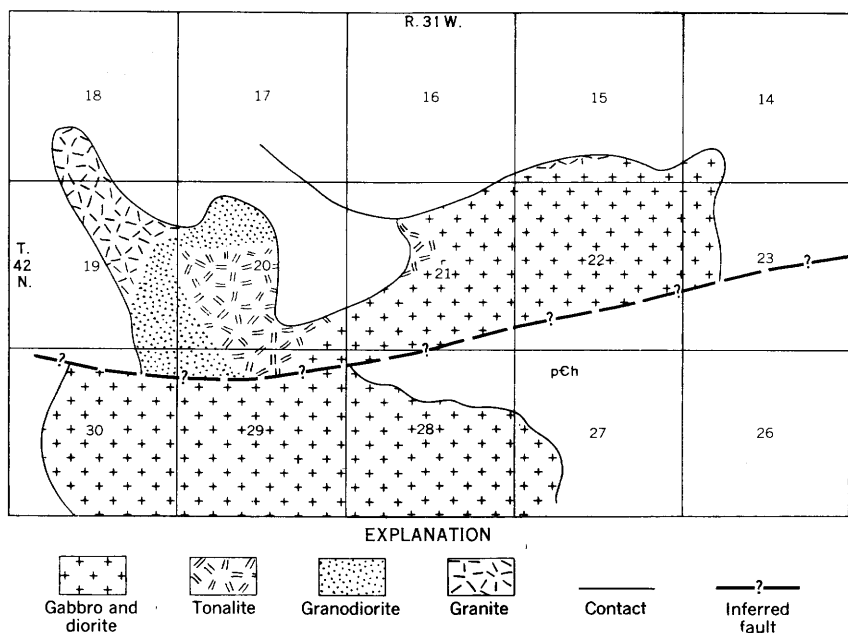 R. 31 W.
18 17 16 15 14
T.
42
N.
19 20 21 22 23
? ? ? ? ? ? ? ?
p€h
30 29 28 27 26
EXPLANATION
Gabbro and
diorite
Tonalite
Granodiorite
Granite
Contact
?
Inferred
fault